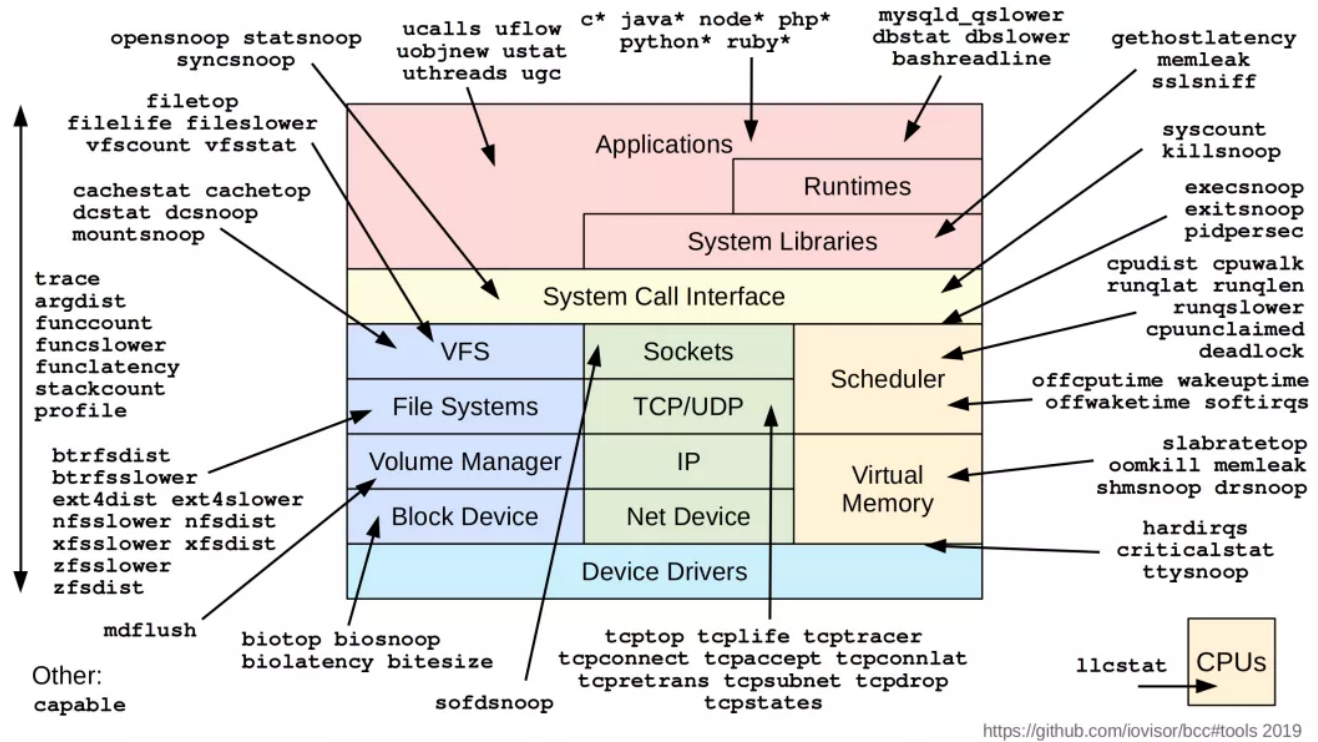 opensnoop statsnoop
syncsnoop
ucalls uflow
uobjnew ustat
uthreads ugc
c* java* node* php*
python* ruby*
mysqld_qslower
dbstat dbslower
bashreadline
gethostlatency
memleak
sslsniff
filetop
filelife fileslower
vfscount vfsstat
syscount
killsnoop
cachestat cachetop
dcstat dcsnoop
mountsnoop
execsnoop
exitsnoop
pidpersec
trace
argdist
funccount
funcslower
funclatency
stackcount
profile
cpudist cpuwalk
runqlat runqlen
runqslower
cpuunclaimed
deadlock
offcputime wakeuptime
offwaketime softirqs
btrfsdist
btrfsslower
ext4dist ext4slower
nfsslower nfsdist
xfsslower xfsdist
zfsslower
zfsdist
slabratetop
oomkill memleak
shmsnoop drsnoop
hardirqs
criticalstat
ttysnoop
Applications
Runtimes
System Libraries
System Call Interface
VFS
Sockets
Scheduler
File Systems
TCP/UDP
Volume Manager
IP
Virtual
Memory
Block Device
Net Device
Device Drivers
mdflush
biotop biosnoop
biolatency bitesize
sofdsnoop
tcptop tcplife tcptracer
tcpconnect tcpaccept tcpconnlat
tcpretrans tcpsubnet tcpdrop
tcpstates
Other:
capable
llcstat
CPUs
https://github.com/iovisor/bcc#tools 2019